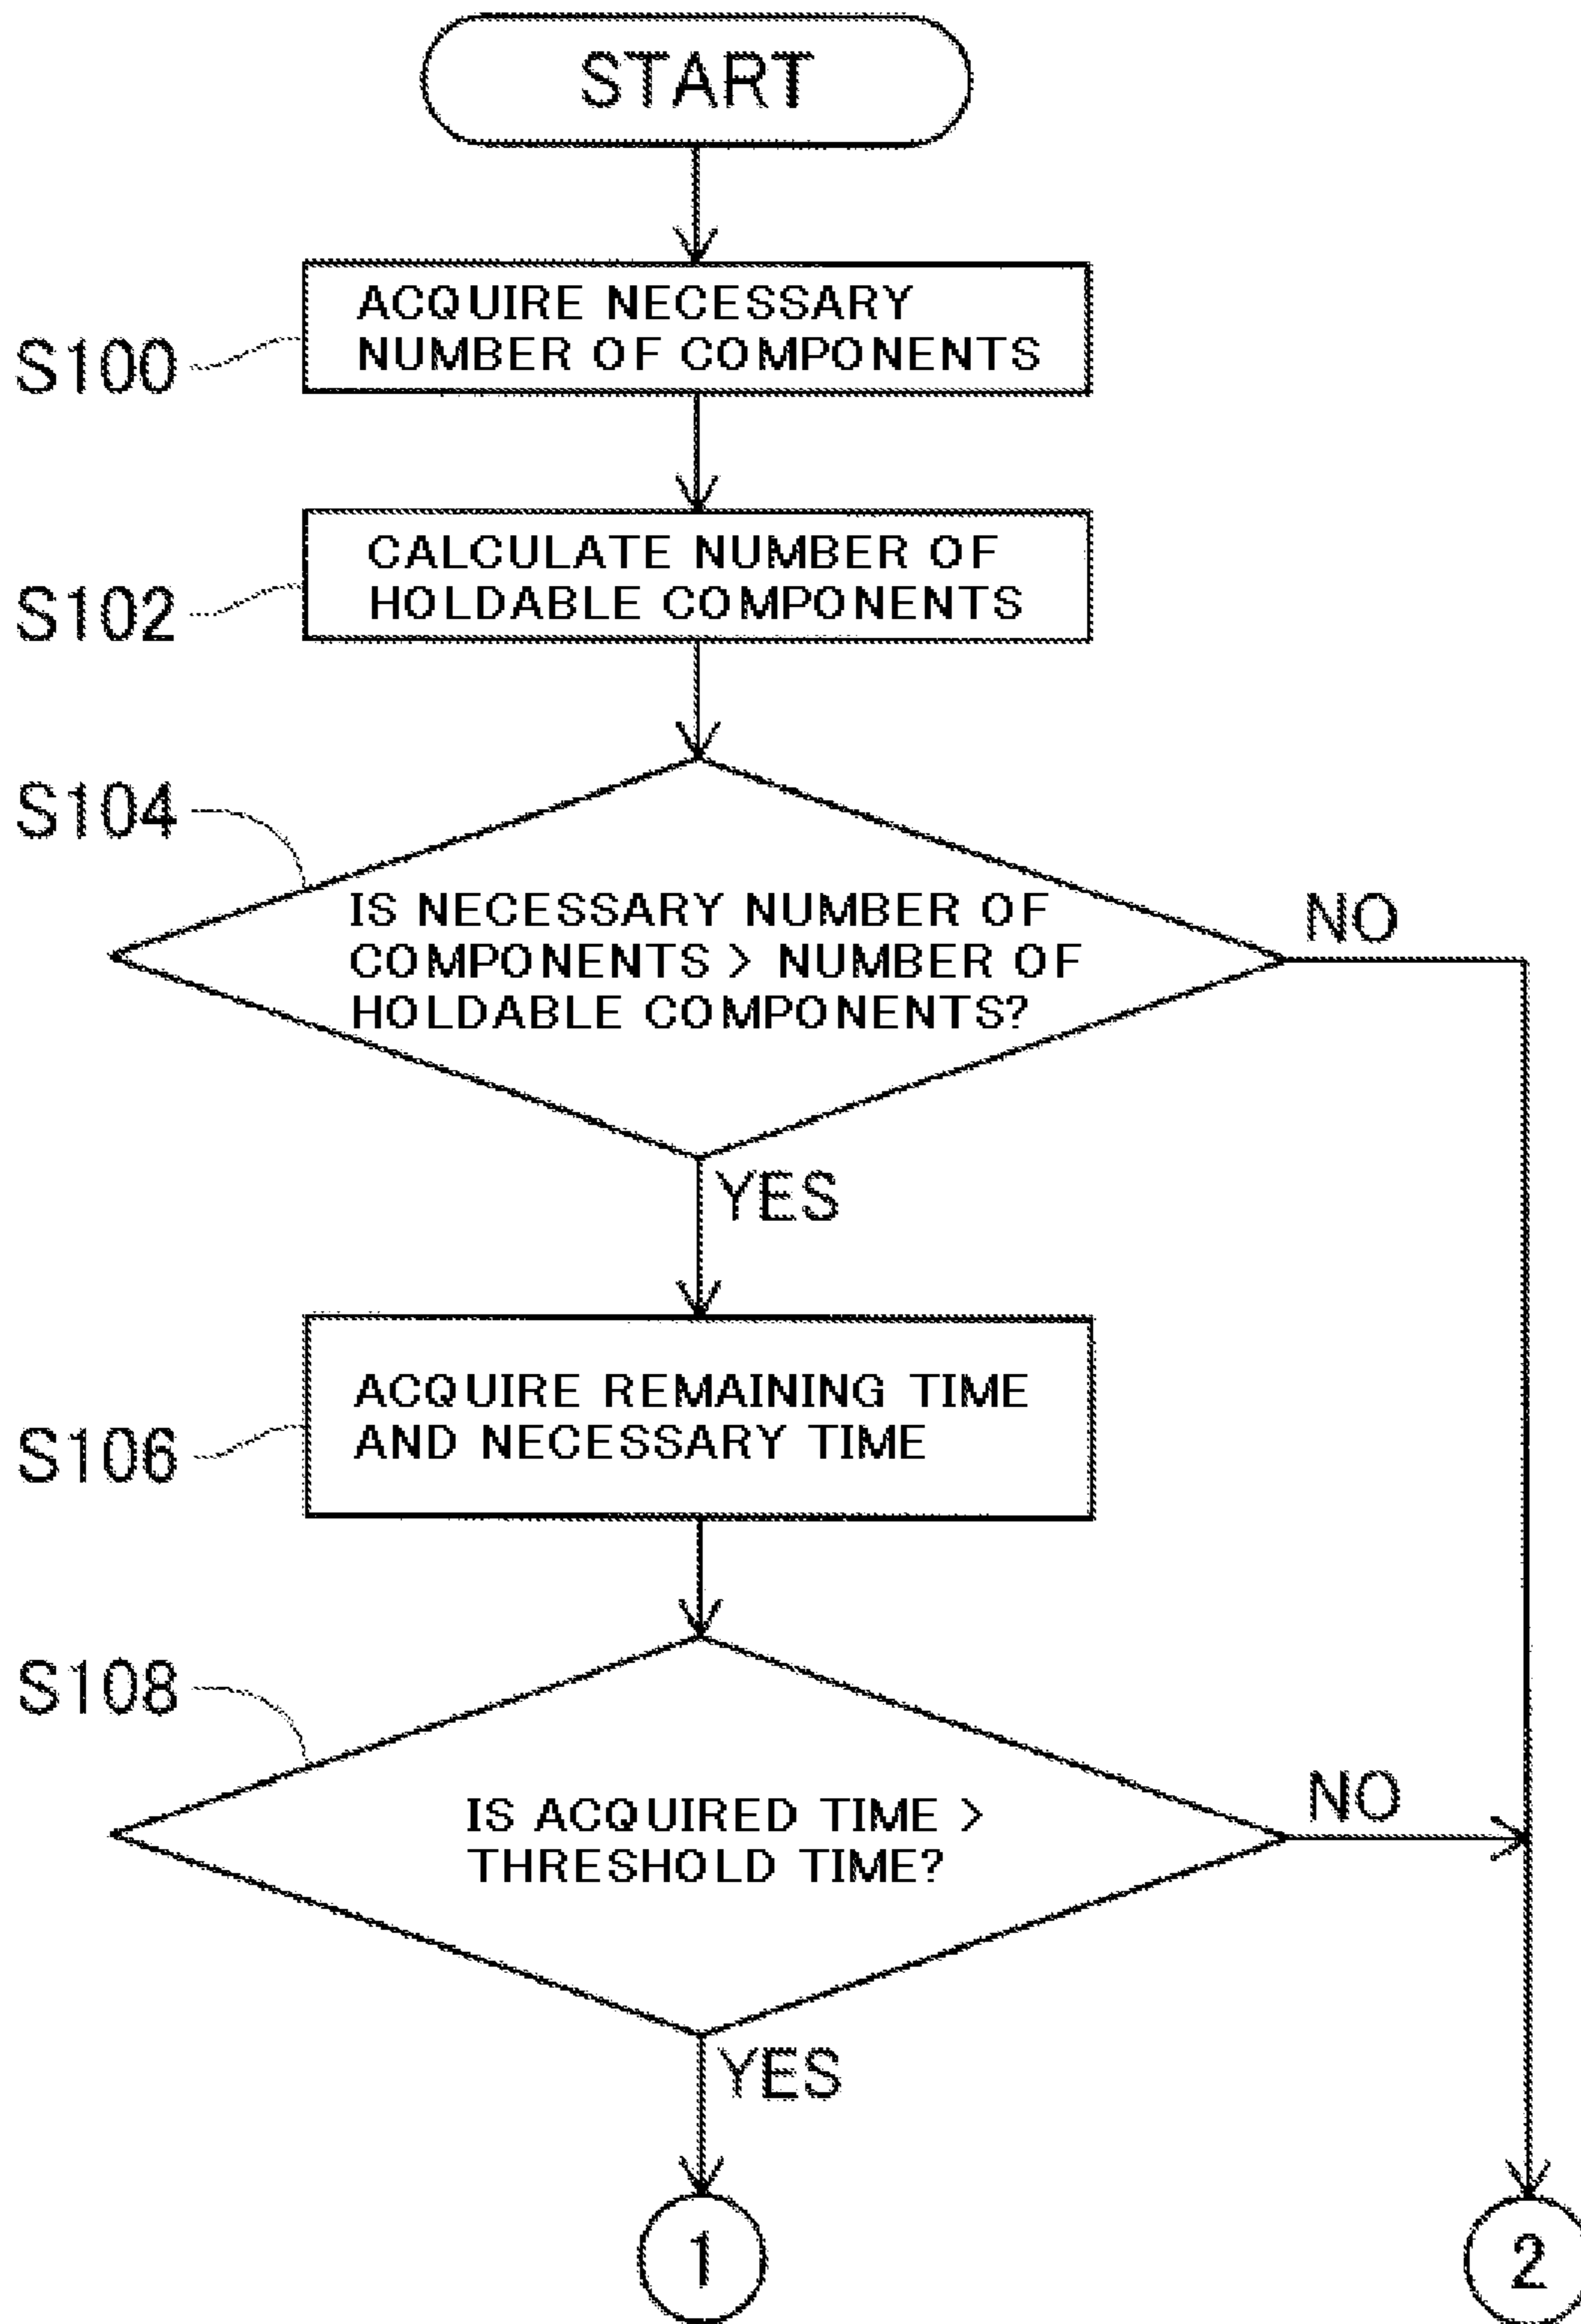 START
S100
ACQUIRE NECESSARY
NUMBER OF COMPONENTS
S102
CALCULATE NUMBER OF
HOLDABLE COMPONENTS
S104
IS NECESSARY NUMBER OF
COMPONENTS > NUMBER OF
HOLDABLE COMPONENTS?
NO
YES
S106
ACQUIRE REMAINING TIME
AND NECESSARY TIME
S108
IS ACQUIRED TIME >
THRESHOLD TIME?
NO
YES
1
2